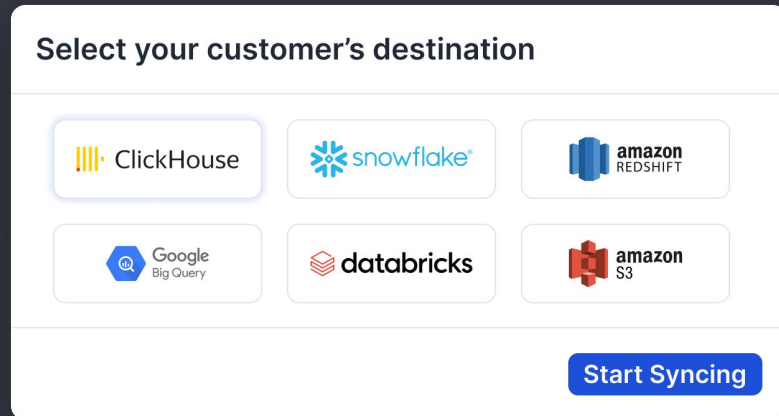 Select your customer’s destination
ClickHouse
snowflake®
amazon
REDSHIFT
Google
Big Query
databricks
amazon
S3
Start Syncing